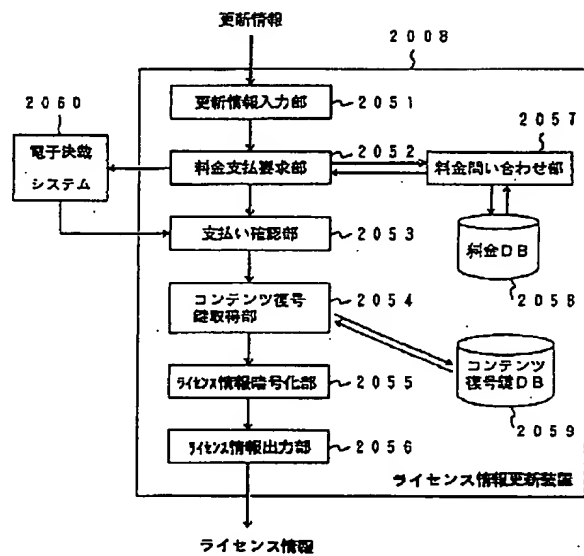 更新情報
2008
2060
更新情報入力部
2051
2057
電子決裁
システム
料金支払要求部
2052
料金問い合わせ部
支払い確認部
2053
料金DB
2058
コンテンツ復号
鍵取得部
2054
コンテンツ
復号鍵DB
ライセンス情報暗号化部
2055
2059
ライセンス情報出力部
2056
ライセンス情報更新装置
ライセンス情報